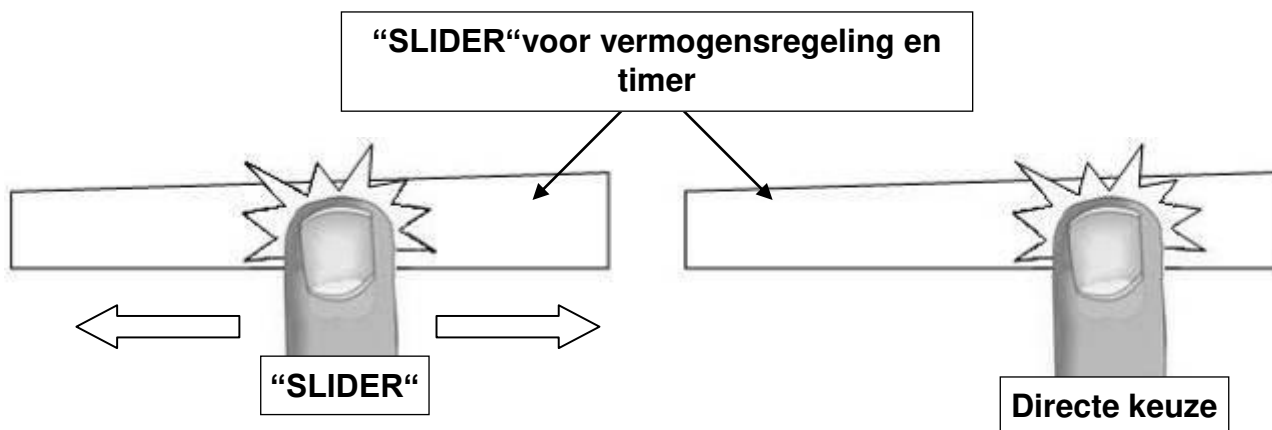 “SLIDER“voor vermogensregeling en
timer
“SLIDER“
Directe keuze